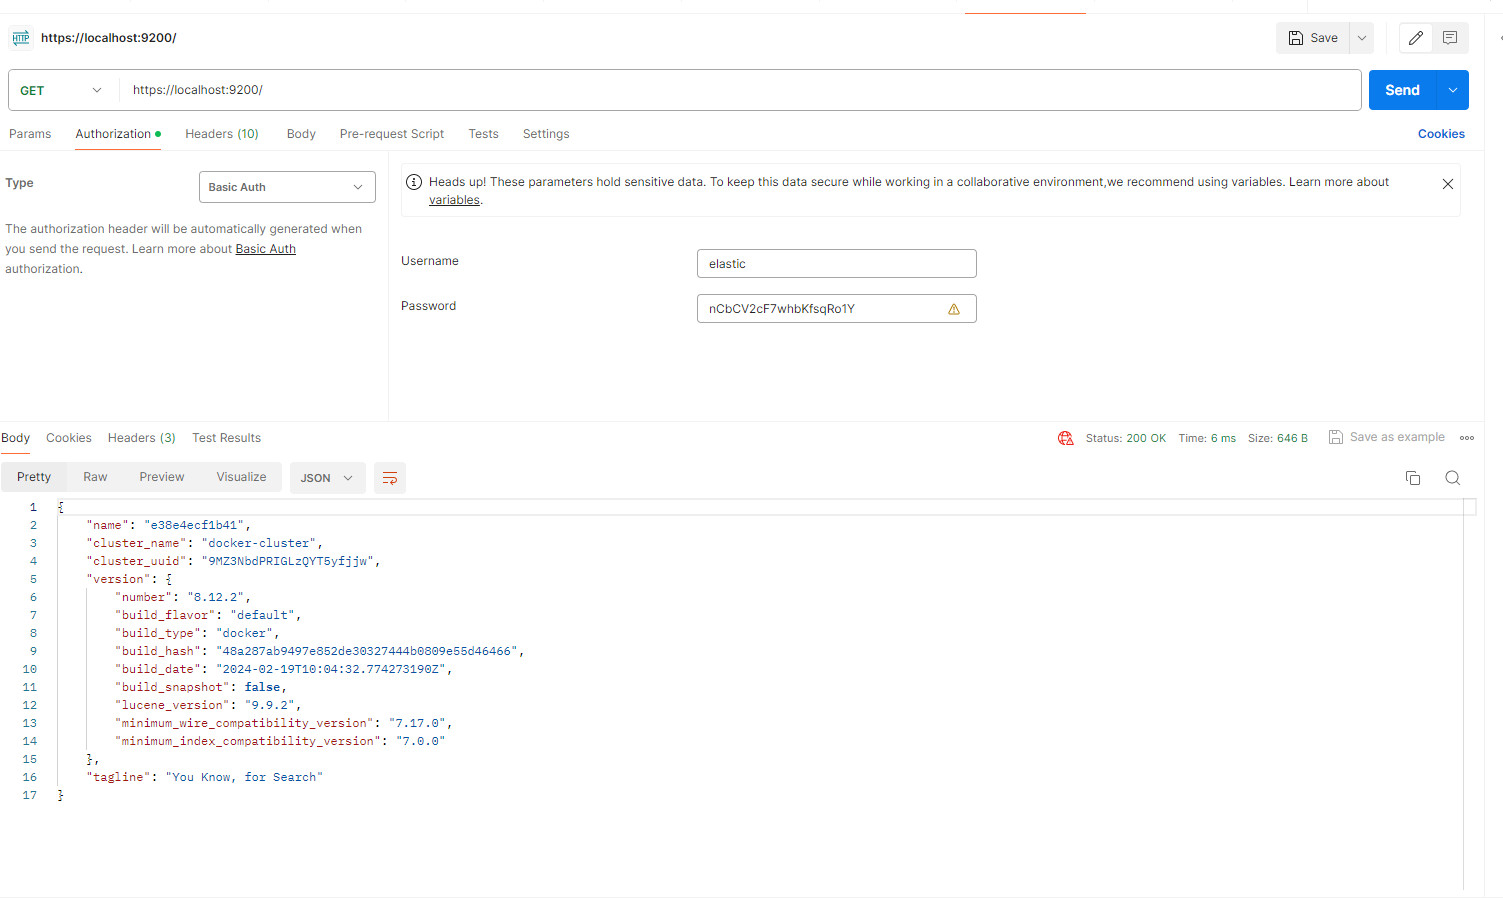 HTTP https://localhost:9200/ Save
GET https://localhost:9200/ Send
Params Authorization Headers (10) Body Pre-request Script Tests Settings Cookies
Type Basic Auth
The authorization header will be automatically generated when
you send the request. Learn more about Basic Auth
authorization.
Heads up! These parameters hold sensitive data. To keep this data secure while working in a collaborative environment,we recommend using variables. Learn more about
variables.
Username elastic
Password nCbCV2cF7whbKfsqRo1Y
Body Cookies Headers (3) Test Results Status: 200 OK Time: 6 ms Size: 646 B Save as example
Pretty Raw Preview Visualize JSON
1 {
2 "name": "e38e4ecf1b41",
3 "cluster_name": "docker-cluster",
4 "cluster_uuid": "9MZ3NbdPRIGLzQYT5yfjjw",
5 "version": {
6 "number": "8.12.2",
7 "build_flavor": "default",
8 "build_type": "docker",
9 "build_hash": "48a287ab9497e852de30327444b0809e55d46466",
10 "build_date": "2024-02-19T10:04:32.774273190Z",
11 "build_snapshot": false,
12 "lucene_version": "9.9.2",
13 "minimum_wire_compatibility_version": "7.17.0",
14 "minimum_index_compatibility_version": "7.0.0"
15 },
16 "tagline": "You Know, for Search"
17 }